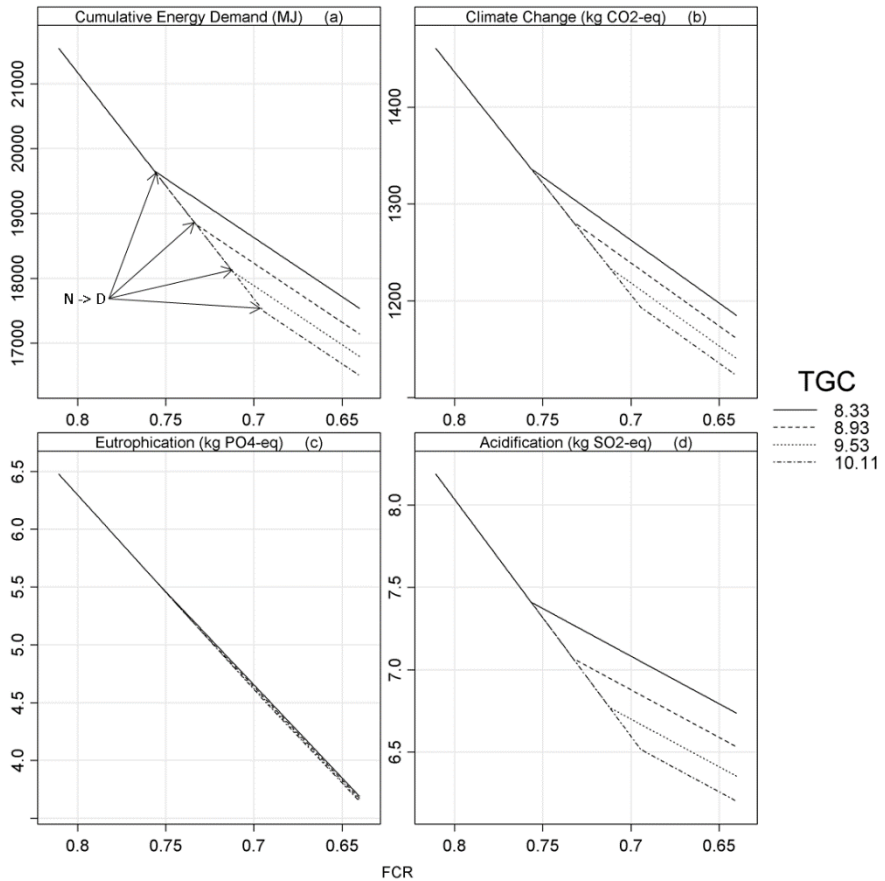 Cumulative Energy Demand (MJ) (a)
21000
20000
19000
18000
17000
N -> D
0.8 0.75 0.7 0.65
Climate Change (kg CO2-eq) (b)
1400
1300
1200
0.8 0.75 0.7 0.65
Eutrophication (kg PO4-eq) (c)
6.5
6.0
5.5
5.0
4.5
4.0
0.8 0.75 0.7 0.65
Acidification (kg SO2-eq) (d)
8.0
7.5
7.0
6.5
0.8 0.75 0.7 0.65
FCR
TGC
8.33
8.93
9.53
10.11